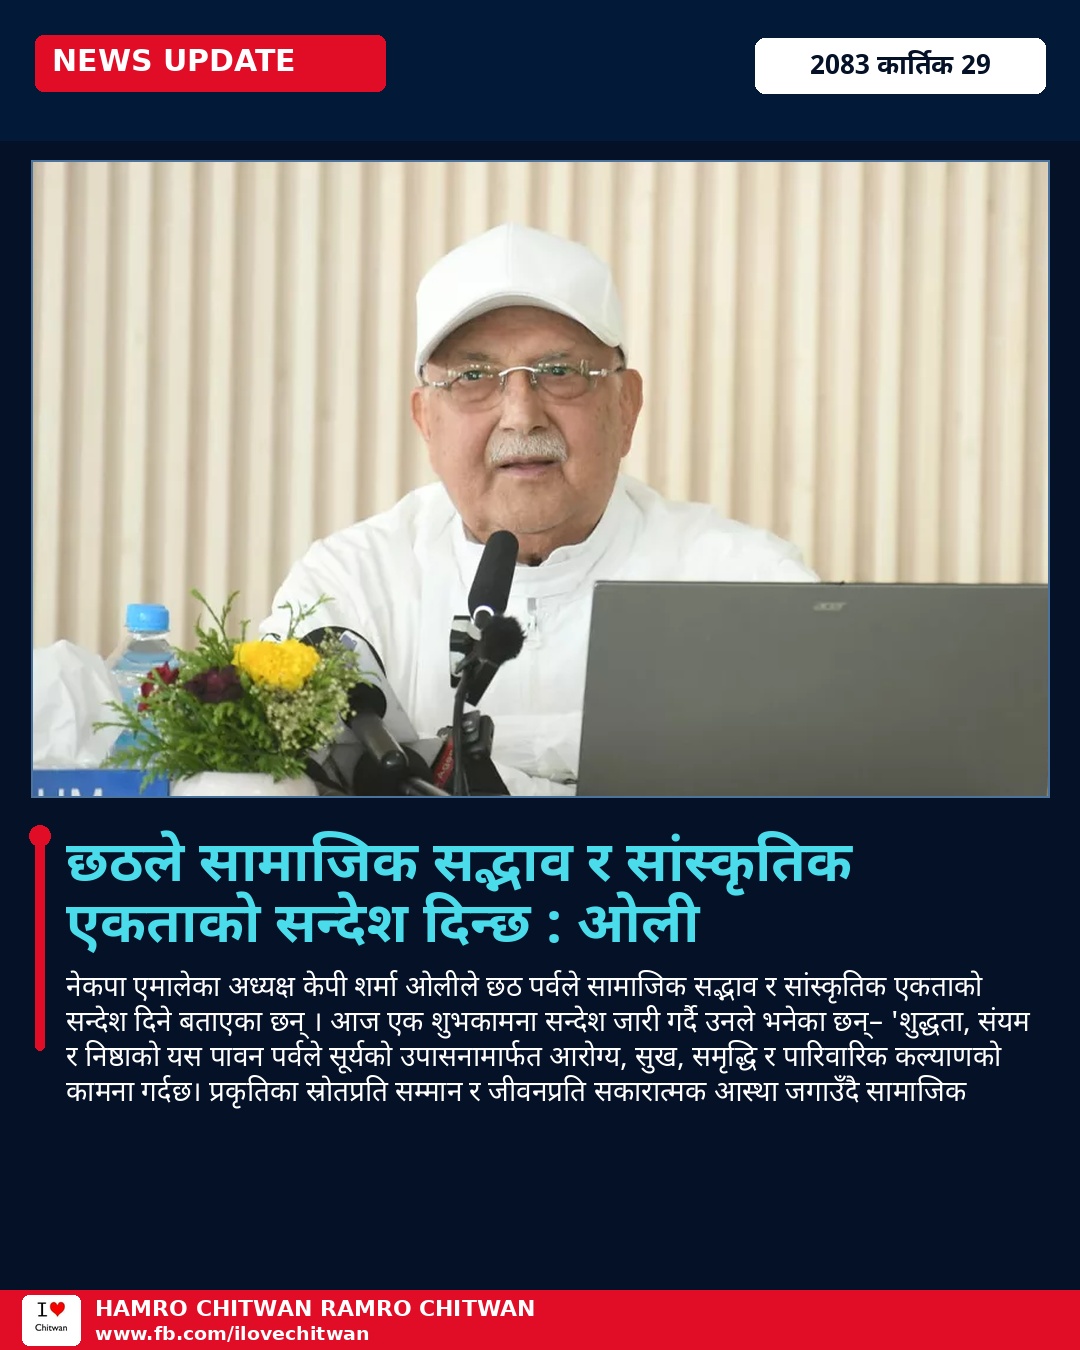 NEWS UPDATE
2083 कार्तिक 29
acer
UM
छठले सामाजिक सद्भाव र सांस्कृतिक
एकताको सन्देश दिन्छ : ओली
नेकपा एमालेका अध्यक्ष केपी शर्मा ओलीले छठ पर्वले सामाजिक सद्भाव र सांस्कृतिक एकताको
सन्देश दिने बताएका छन् । आज एक शुभकामना सन्देश जारी गर्दै उनले भनेका छन्– 'शुद्धता, संयम
र निष्ठाको यस पावन पर्वले सूर्यको उपासनामार्फत आरोग्य, सुख, समृद्धि र पारिवारिक कल्याणको
कामना गर्दछ। प्रकृतिका स्रोतप्रति सम्मान र जीवनप्रति सकारात्मक आस्था जगाउँदै सामाजिक
I ♥
Chitwan
HAMRO CHITWAN RAMRO CHITWAN
www.fb.com/ilovechitwan